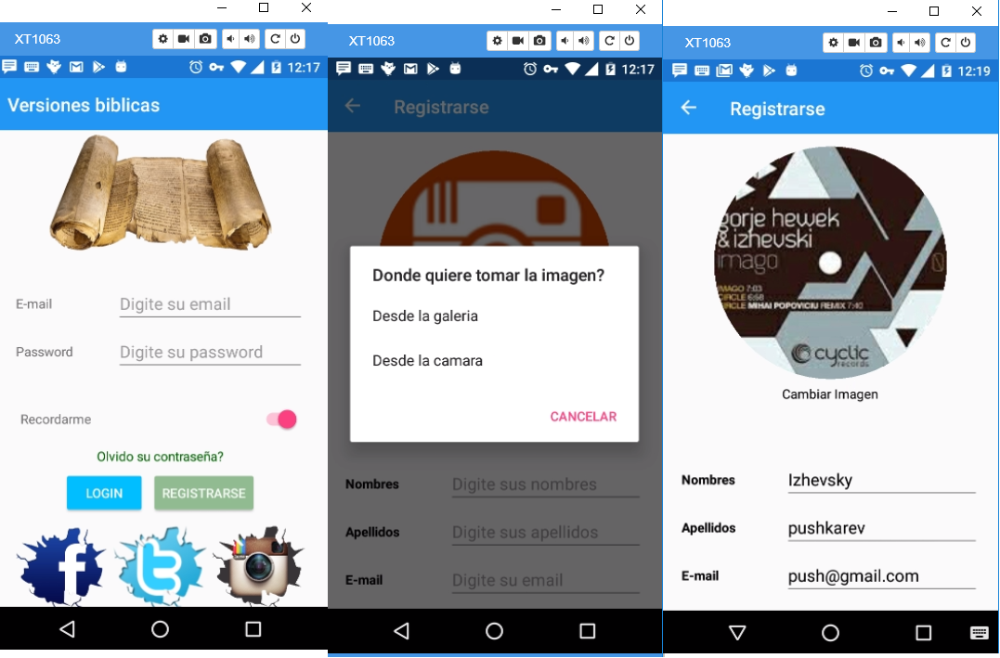 XT1063
12:17
Versiones biblicas
E-mail
Digite su email
Password
Digite su password
Recordarme
Olvido su contraseña?
LOGIN
REGISTRARSE
XT1063
12:17
Registrarse
Donde quiere tomar la imagen?
Desde la galeria
Desde la camara
CANCELAR
Nombres
Digite sus nombres
Apellidos
Digite sus apellidos
E-mail
Digite su email
XT1063
12:19
Registrarse
gorje hewek
& izhevski
imago
IMAGO 7:03
CIRCLE 6:58
CIRCLE MIHAI POPOVICIU REMIX 7:40
cyclic
records
Cambiar Imagen
Nombres
Izhevsky
Apellidos
pushkarev
E-mail
push@gmail.com